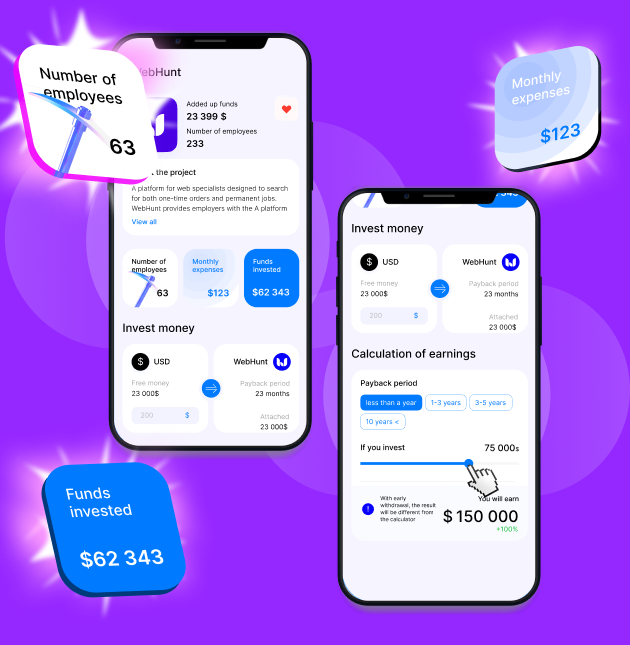 Number of
employees
63
ebHunt
Added up funds
23 399 $
Number of employees
233
the project
A platform for web specialists designed to search
for both one-time orders and permanent jobs.
WebHunt provides employers with the A platform
View all
Number of
employees
63
Monthly
expenses
$123
Funds
invested
$62 343
Invest money
$
USD
Free money
23 000$
200
$
WebHunt
Payback period
23 months
Attached
23 000$
Monthly
expenses
$123
Invest money
$
USD
Free money
23 000$
200
$
WebHunt
Payback period
23 months
Attached
23 000$
Calculation of earnings
Payback period
less than a year
1-3 years
3-5 years
10 years <
If you invest
75 000$
With early
withdrawal, the result
will be different from
the calculator
!
You will earn
$ 150 000
+100%
Funds
invested
$62 343